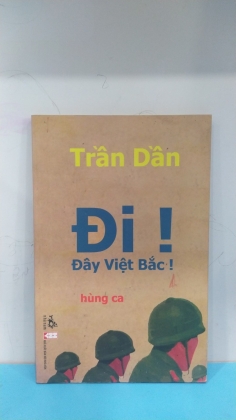 Trần Dần
Đi !
Đây Việt Bắc !
hùng ca